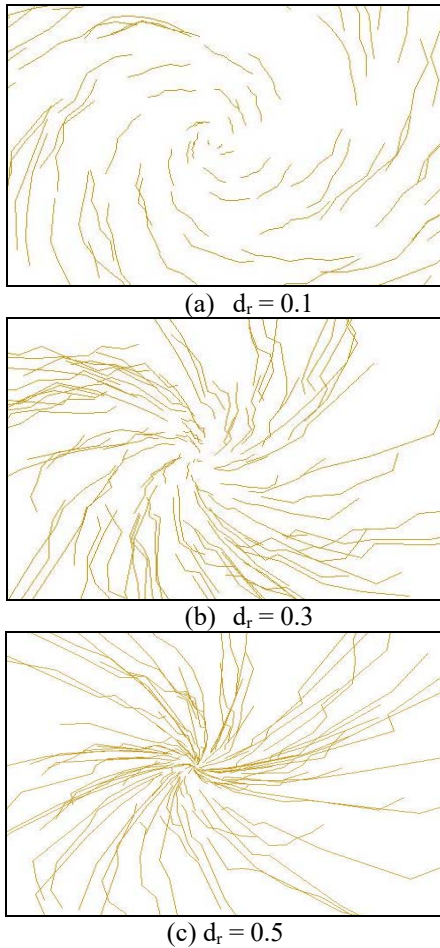 (a) d_r = 0.1
(b) d_r = 0.3
(c) d_r = 0.5